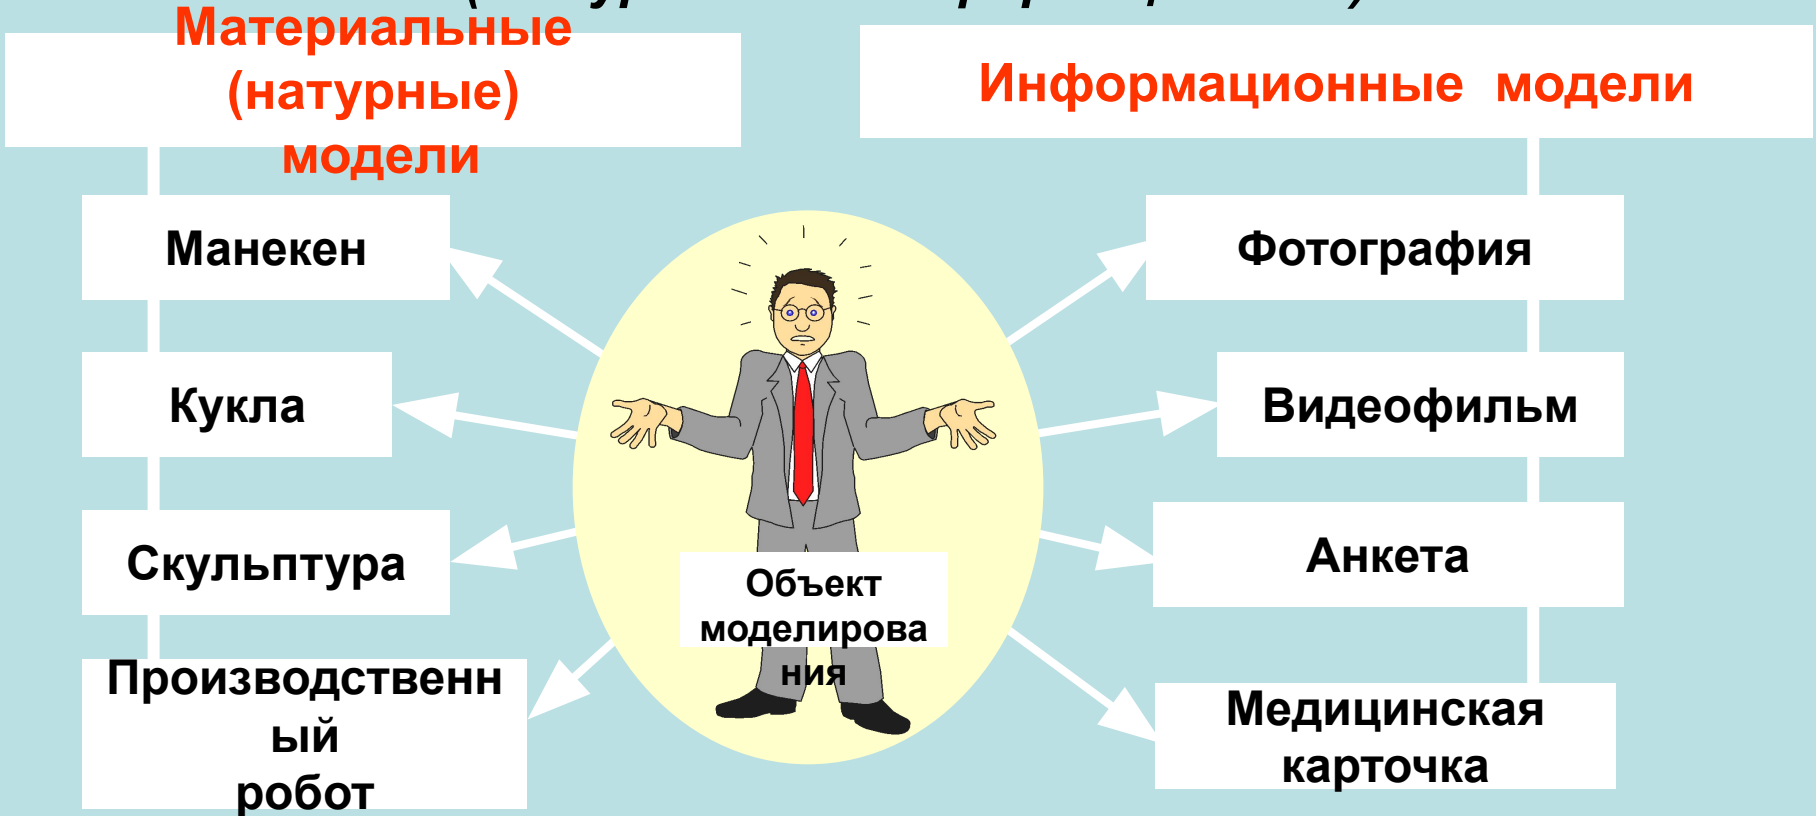 Материальные
(натурные)
модели
Информационные модели
Манекен
Фотография
Кукла
Видеофильм
Скульптура
Анкета
Объект
моделирова
ния
Производственн
ый
робот
Медицинская
карточка